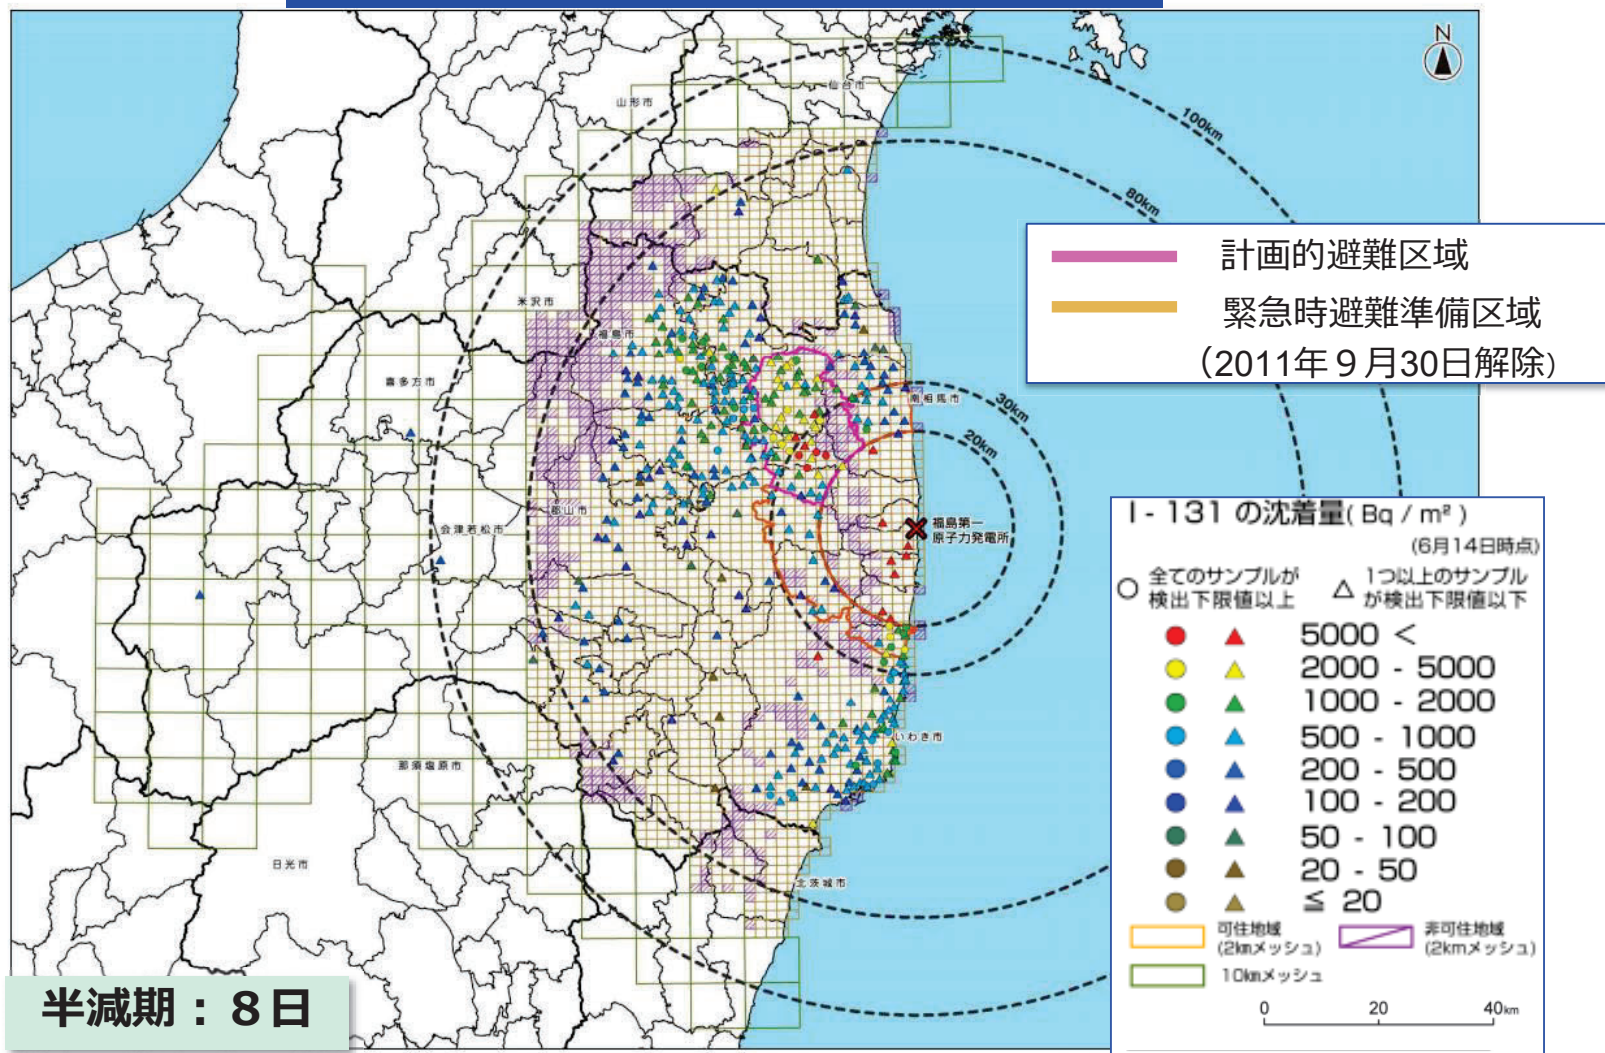 N
100km
80km
仙台市
山形市
計画的避難区域
緊急時避難準備区域
（2011年９月30日解除）
米沢市
福島市
喜多方市
南相馬市
30km
20km
郡山市
会津若松市
福島第一
原子力発電所
いわき市
那須塩原市
日光市
北茨城市
I - 131 の沈着量( Bq / m² )
(6月14日時点)
○ 全てのサンプルが
検出下限値以上
△ 1つ以上のサンプル
が検出下限値以下
5000 <
2000 - 5000
1000 - 2000
500 - 1000
200 - 500
100 - 200
50 - 100
20 - 50
≤ 20
可住地域
(2kmメッシュ)
非可住地域
(2kmメッシュ)
10kmメッシュ
0 20 40km
半減期：８日